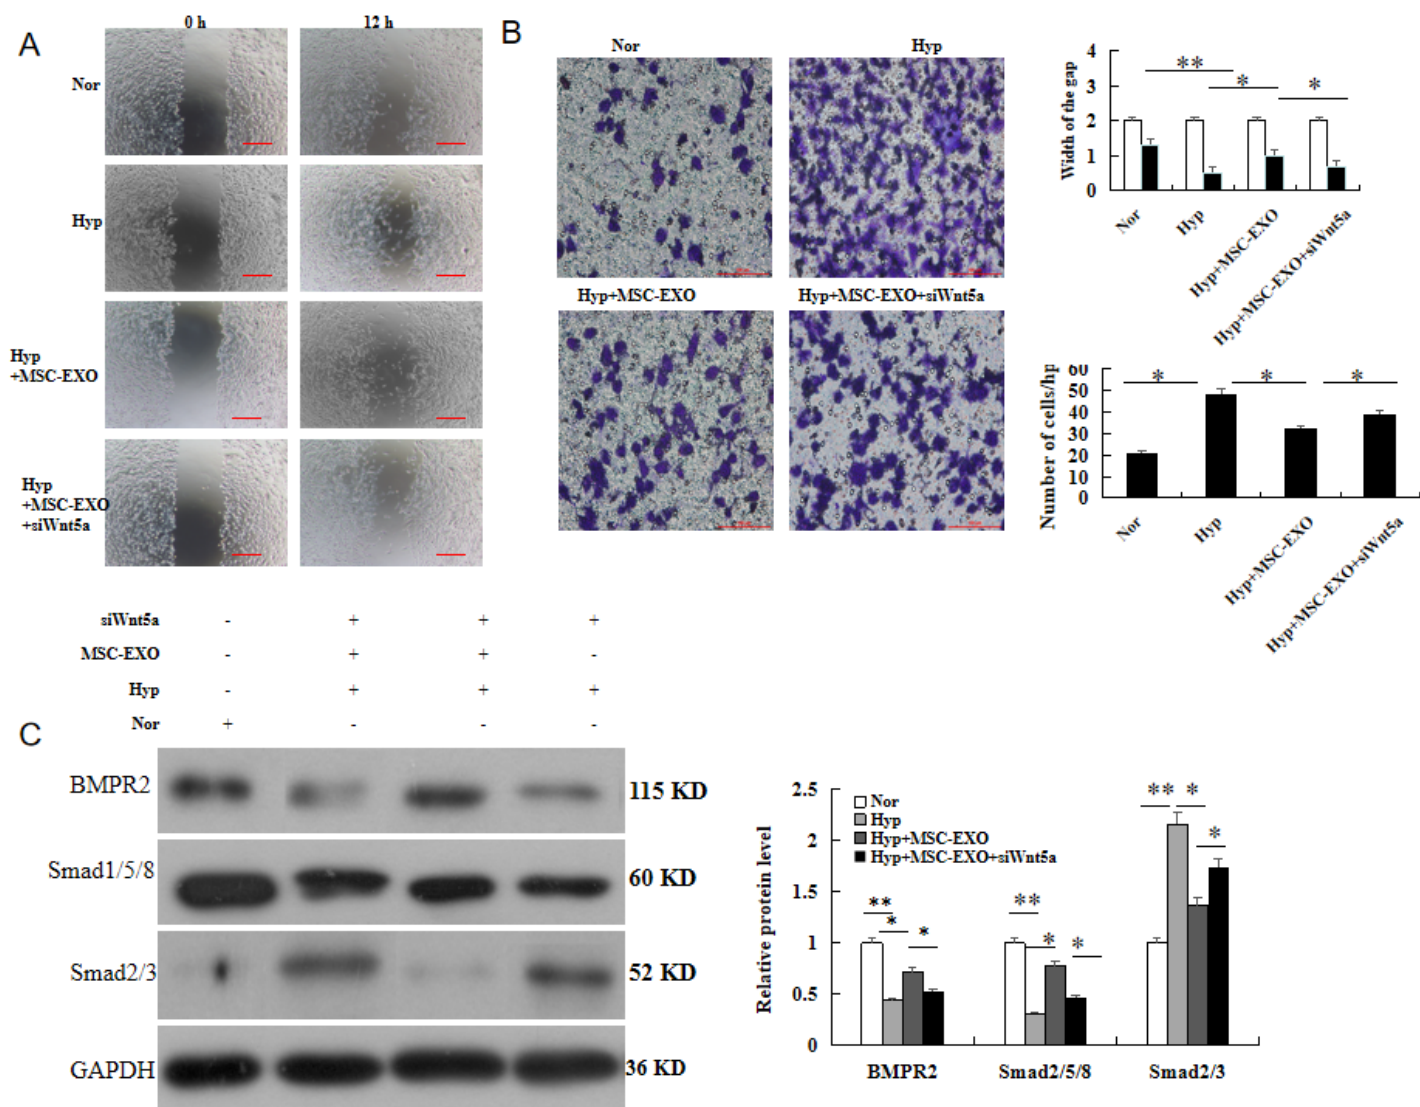 A
0 h
12 h
Nor
Hyp
Hyp
+MSC-EXO
Hyp
+MSC-EXO
+siWnt5a
B
Nor
Hyp
Hyp+MSC-EXO
Hyp+MSC-EXO+siWnt5a
Width of the gap
4
3
2
1
0
**
*
*
Nor
Hyp
Hyp+MSC-EXO
Hyp+MSC-EXO+siWnt5a
Number of cells/hp
60
50
40
30
20
10
0
*
*
*
Nor
Hyp
Hyp+MSC-EXO
Hyp+MSC-EXO+siWnt5a
siWnt5a - + + +
MSC-EXO - + + -
Hyp - + + +
Nor + - - -
C
BMPR2
115 KD
Smad1/5/8
60 KD
Smad2/3
52 KD
GAPDH
36 KD
Relative protein level
2.5
2
1.5
1
0.5
0
Nor
Hyp
Hyp+MSC-EXO
Hyp+MSC-EXO+siWnt5a
**
*
*
**
*
*
**
*
*
BMPR2
Smad2/5/8
Smad2/3